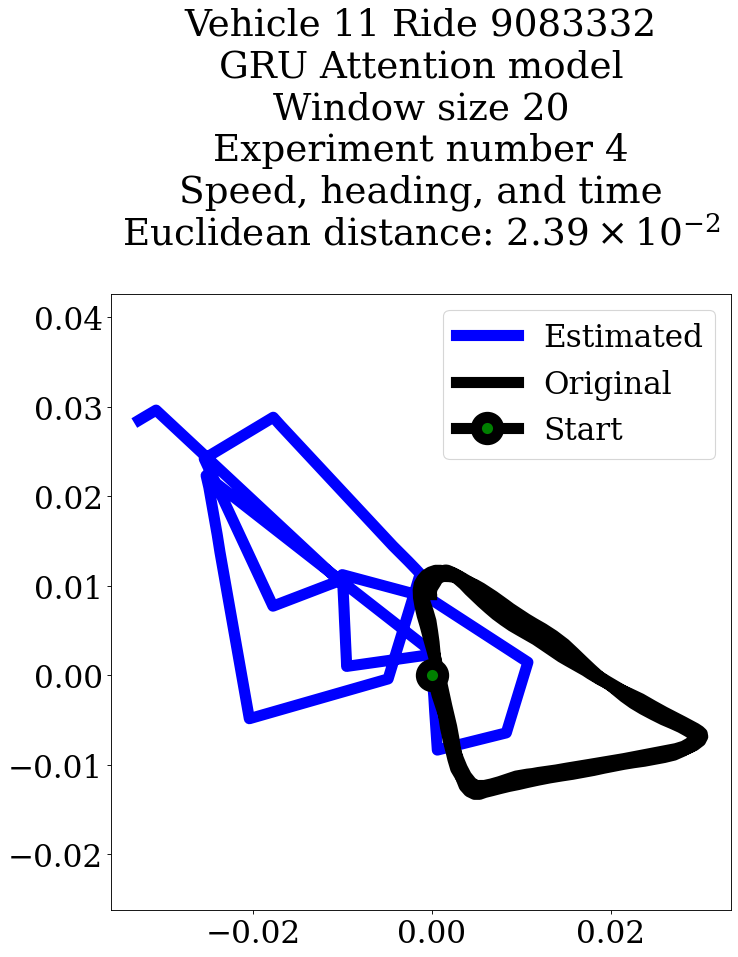 Vehicle 11 Ride 9083332
GRU Attention model
Window size 20
Experiment number 4
Speed, heading, and time
Euclidean distance: 2.39 × 10⁻²
Estimated
Original
Start
0.04
0.03
0.02
0.01
0.00
−0.01
−0.02
−0.02
0.00
0.02